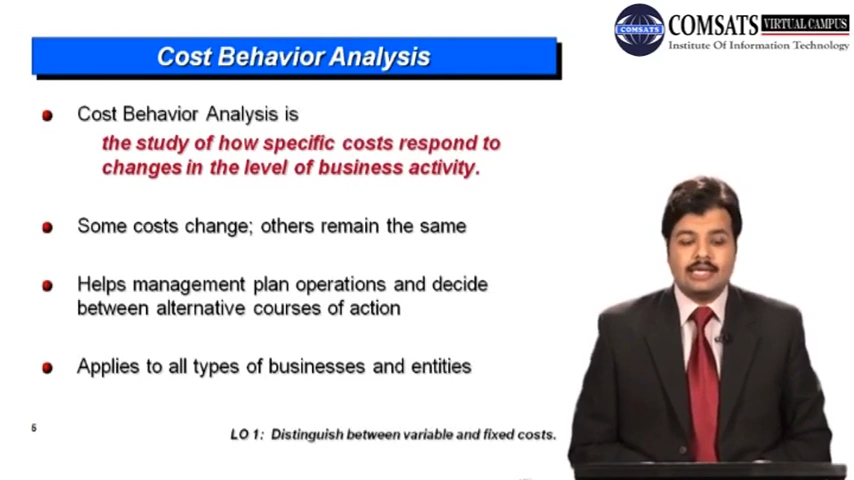 COMSATS
COMSATS VIRTUAL CAMPUS
Institute Of Information Technology
Cost Behavior Analysis
Cost Behavior Analysis is
the study of how specific costs respond to
changes in the level of business activity.
Some costs change; others remain the same
Helps management plan operations and decide
between alternative courses of action
Applies to all types of businesses and entities
5
LO 1: Distinguish between variable and fixed costs.